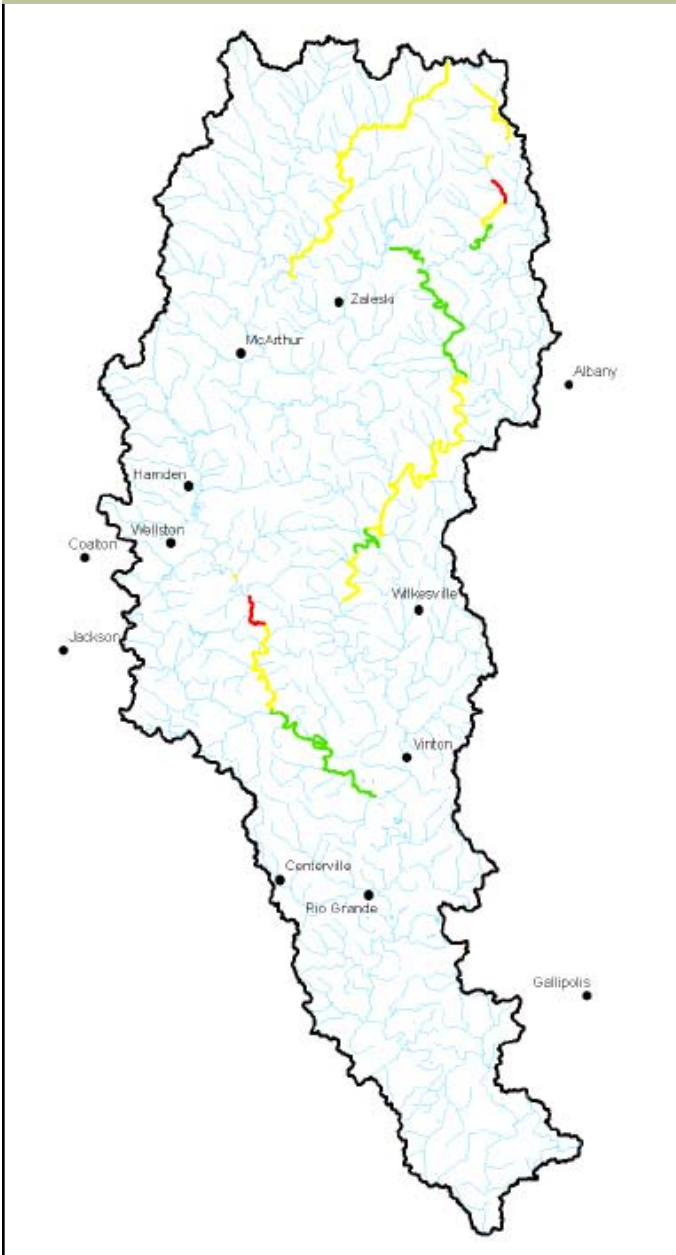 Zaleski
McArthur
Albany
Hamden
Wellston
Coalton
Wilkesville
Jackson
Vinton
Centerville
Rio Grande
Gallipolis